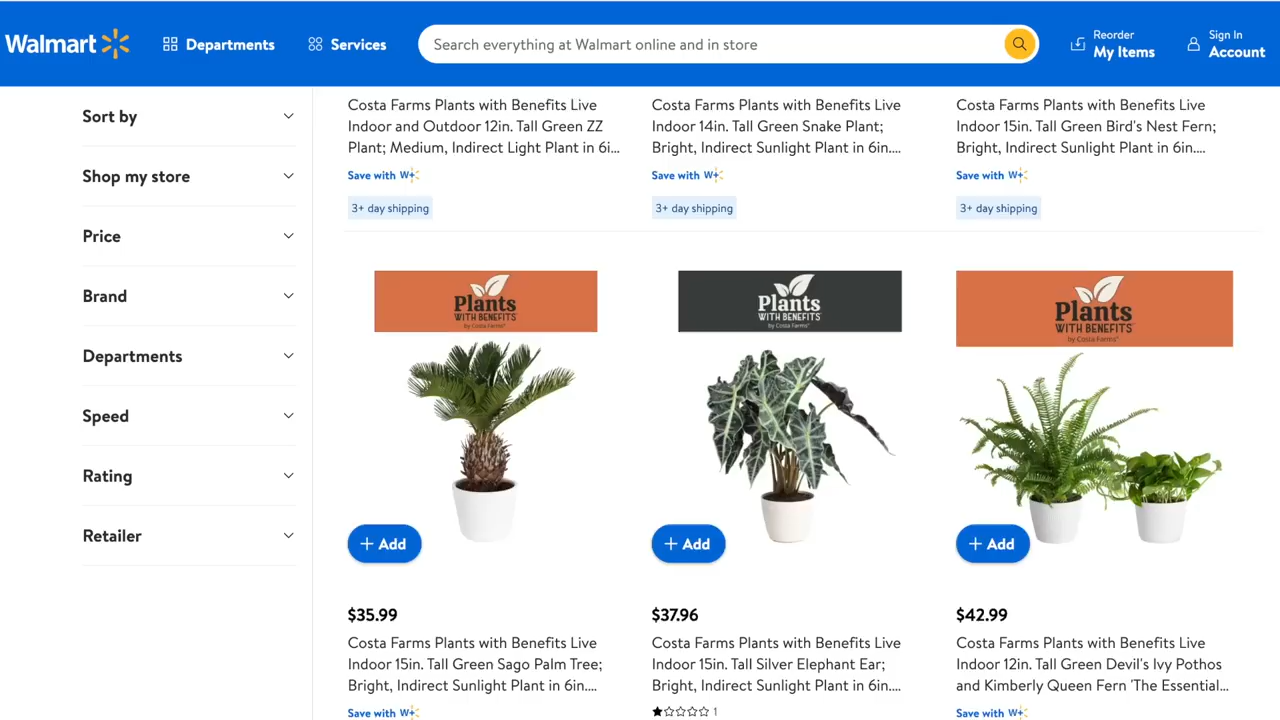 Walmart
Departments
Services
Search everything at Walmart online and in store
Reorder
My Items
Sign In
Account
Sort by
Shop my store
Price
Brand
Departments
Speed
Rating
Retailer
Costa Farms Plants with Benefits Live
Indoor and Outdoor 12in. Tall Green ZZ
Plant; Medium, Indirect Light Plant in 6i...
Save with W+
3+ day shipping
Costa Farms Plants with Benefits Live
Indoor 14in. Tall Green Snake Plant;
Bright, Indirect Sunlight Plant in 6in....
Save with W+
3+ day shipping
Costa Farms Plants with Benefits Live
Indoor 15in. Tall Green Bird's Nest Fern;
Bright, Indirect Sunlight Plant in 6in....
Save with W+
3+ day shipping
Plants
WITH BENEFITS
by Costa Farms®
+ Add
$35.99
Costa Farms Plants with Benefits Live
Indoor 15in. Tall Green Sago Palm Tree;
Bright, Indirect Sunlight Plant in 6in....
Save with W+
Plants
WITH BENEFITS
by Costa Farms®
+ Add
$37.96
Costa Farms Plants with Benefits Live
Indoor 15in. Tall Silver Elephant Ear;
Bright, Indirect Sunlight Plant in 6in....
1
Plants
WITH BENEFITS
by Costa Farms®
+ Add
$42.99
Costa Farms Plants with Benefits Live
Indoor 12in. Tall Green Devil's Ivy Pothos
and Kimberly Queen Fern 'The Essential...
Save with W+